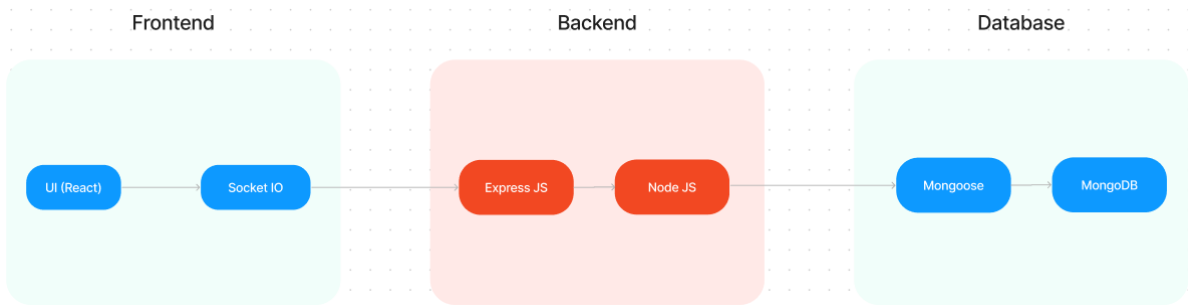 Frontend
Backend
Database
UI (React)
Socket IO
Express JS
Node JS
Mongoose
MongoDB